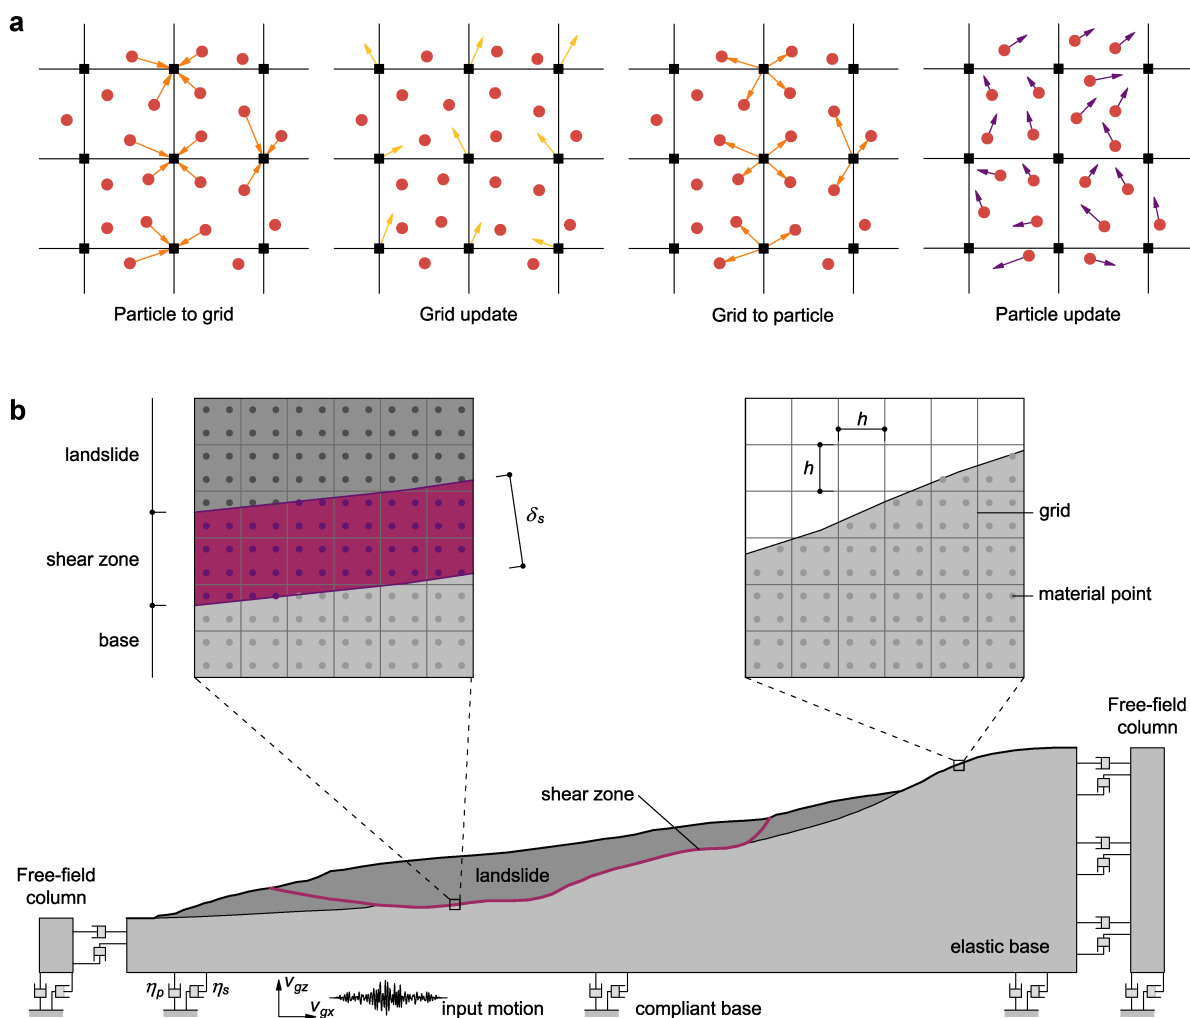 a
Particle to grid
Grid update
Grid to particle
Particle update
b
landslide
shear zone
base
δs
h
h
grid
material point
Free-field
column
shear zone
landslide
Free-field
column
elastic base
ηp
ηs
vgz
vgx
input motion
compliant base